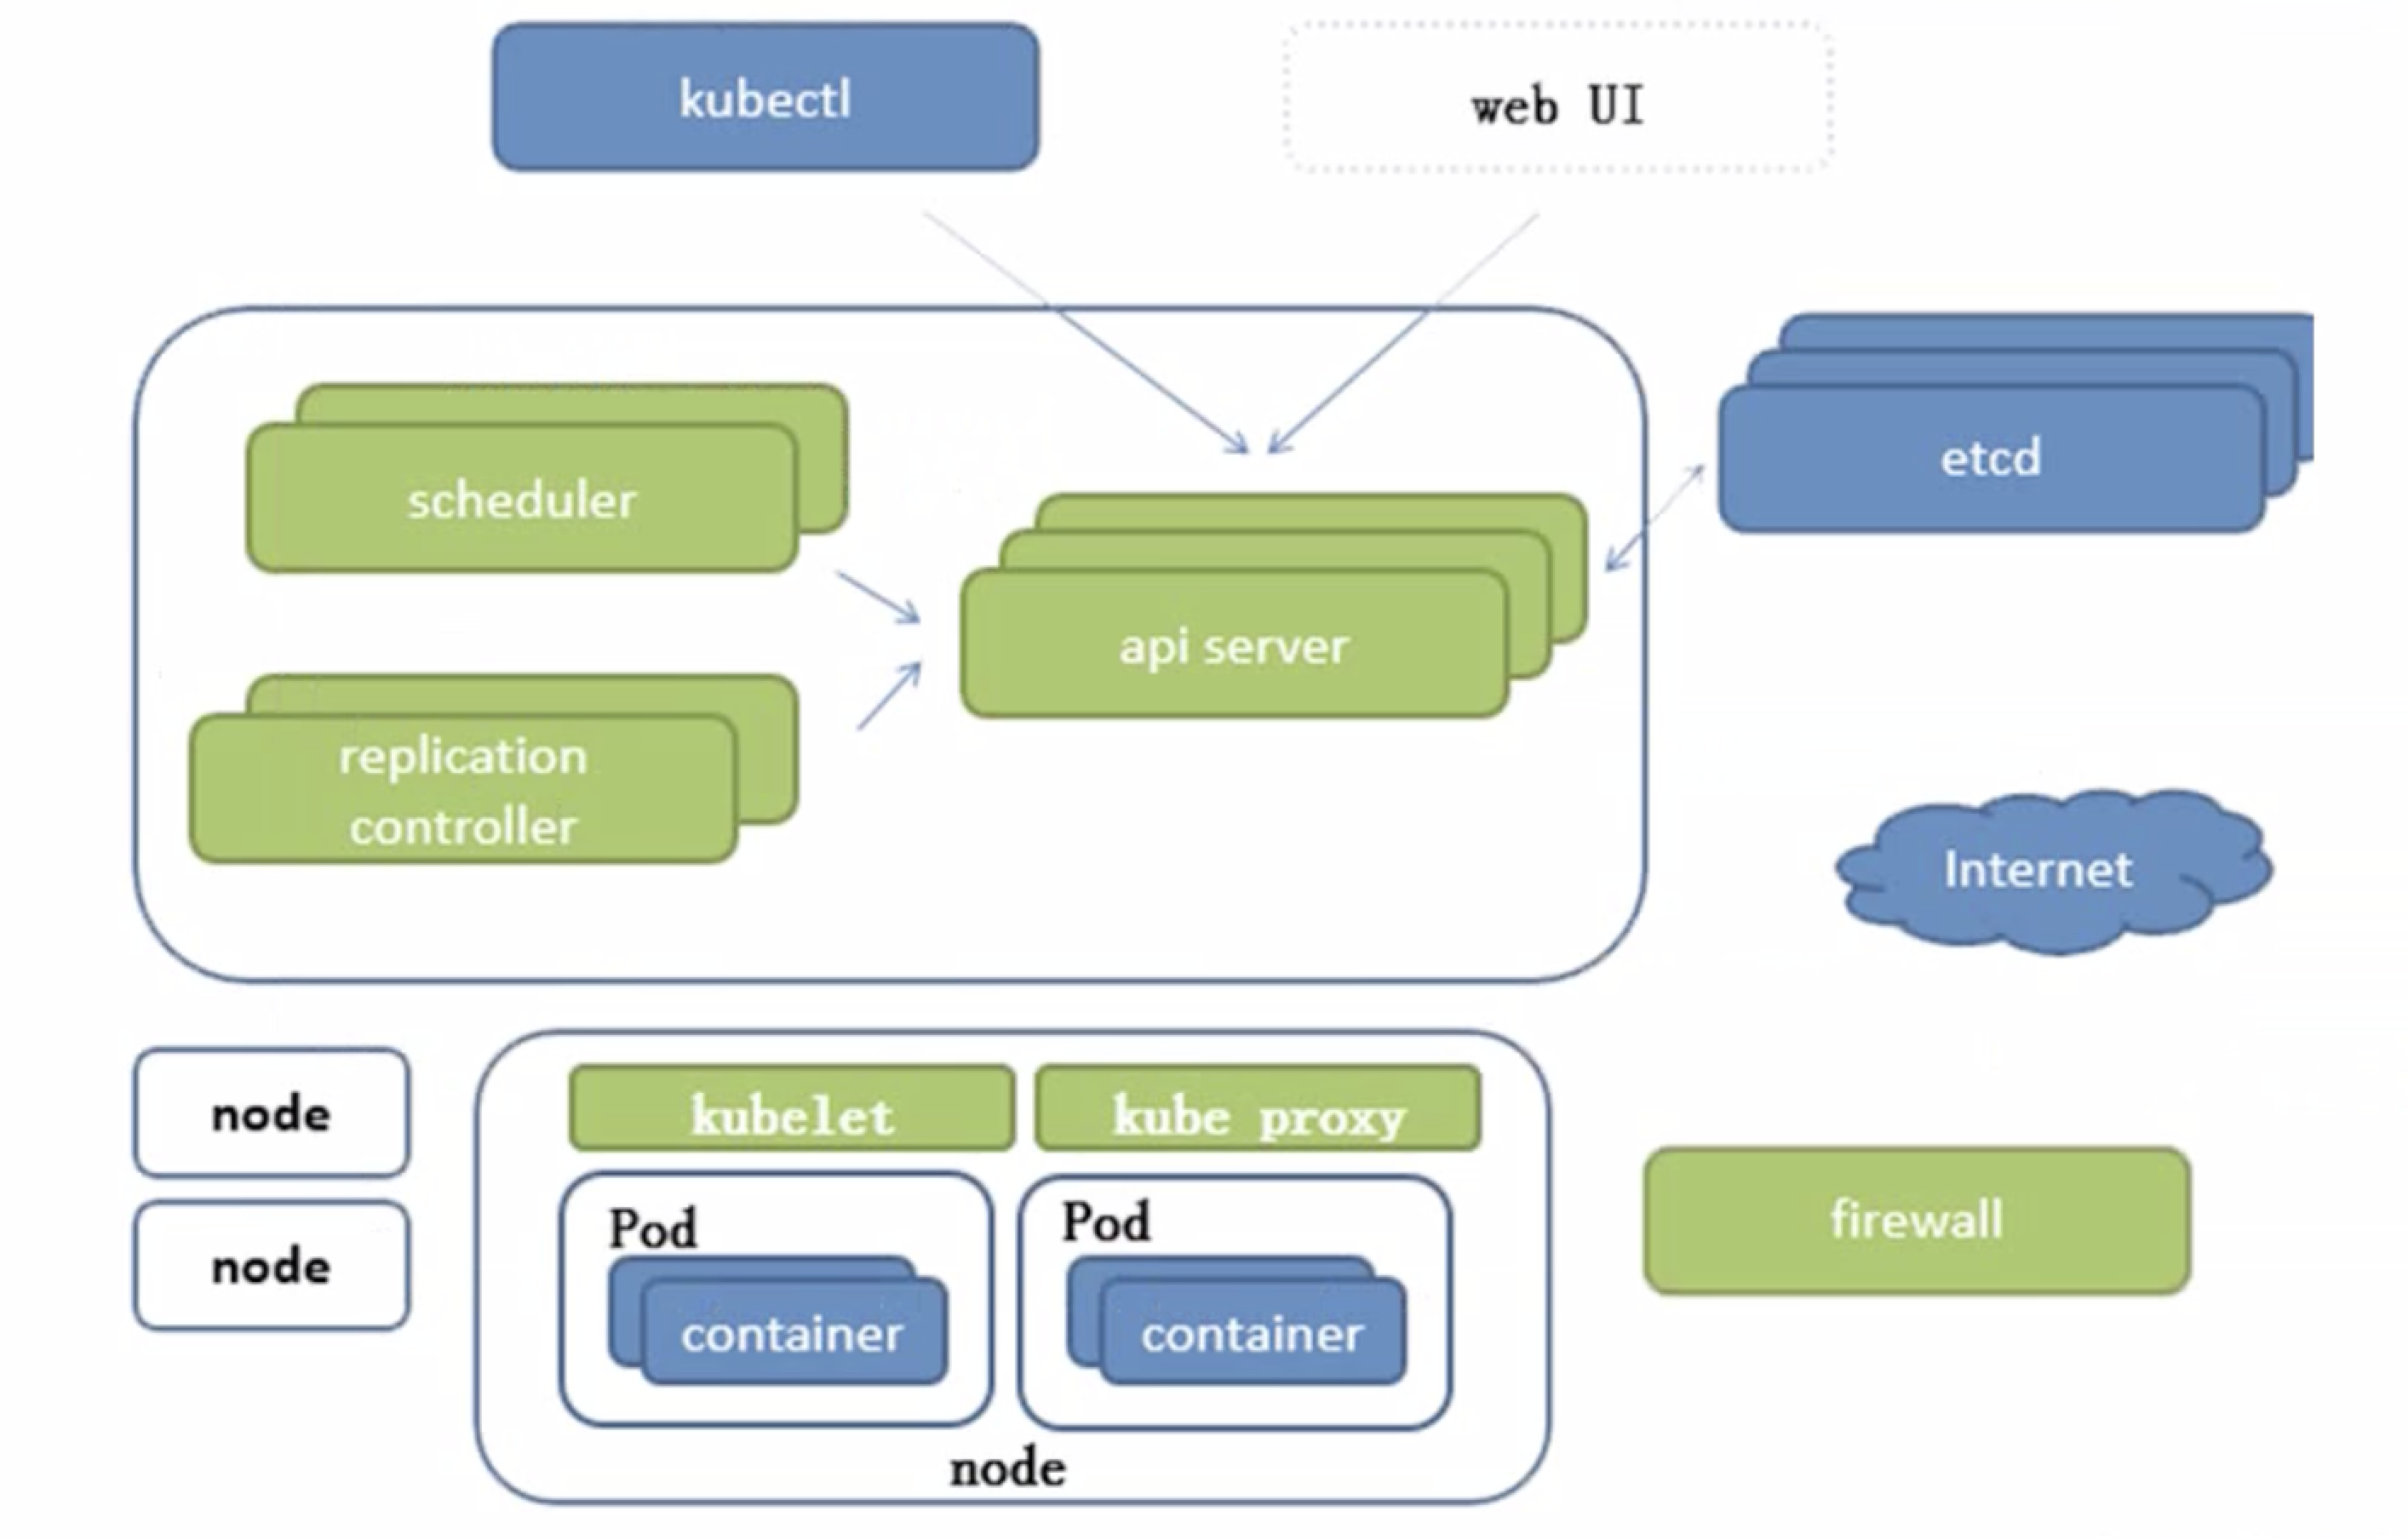 kubectl
web UI
scheduler
etcd
api server
replication
controller
Internet
node
node
kubelet
kube proxy
Pod
container
Pod
container
node
firewall